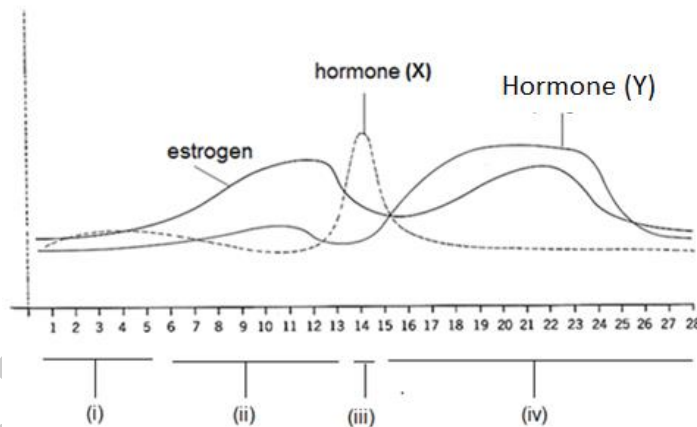 hormone (X)
Hormone (Y)
estrogen
1 2 3 4 5 6 7 8 9 10 11 12 13 14 15 16 17 18 19 20 21 22 23 24 25 26 27 28
(i) (ii) (iii) (iv)